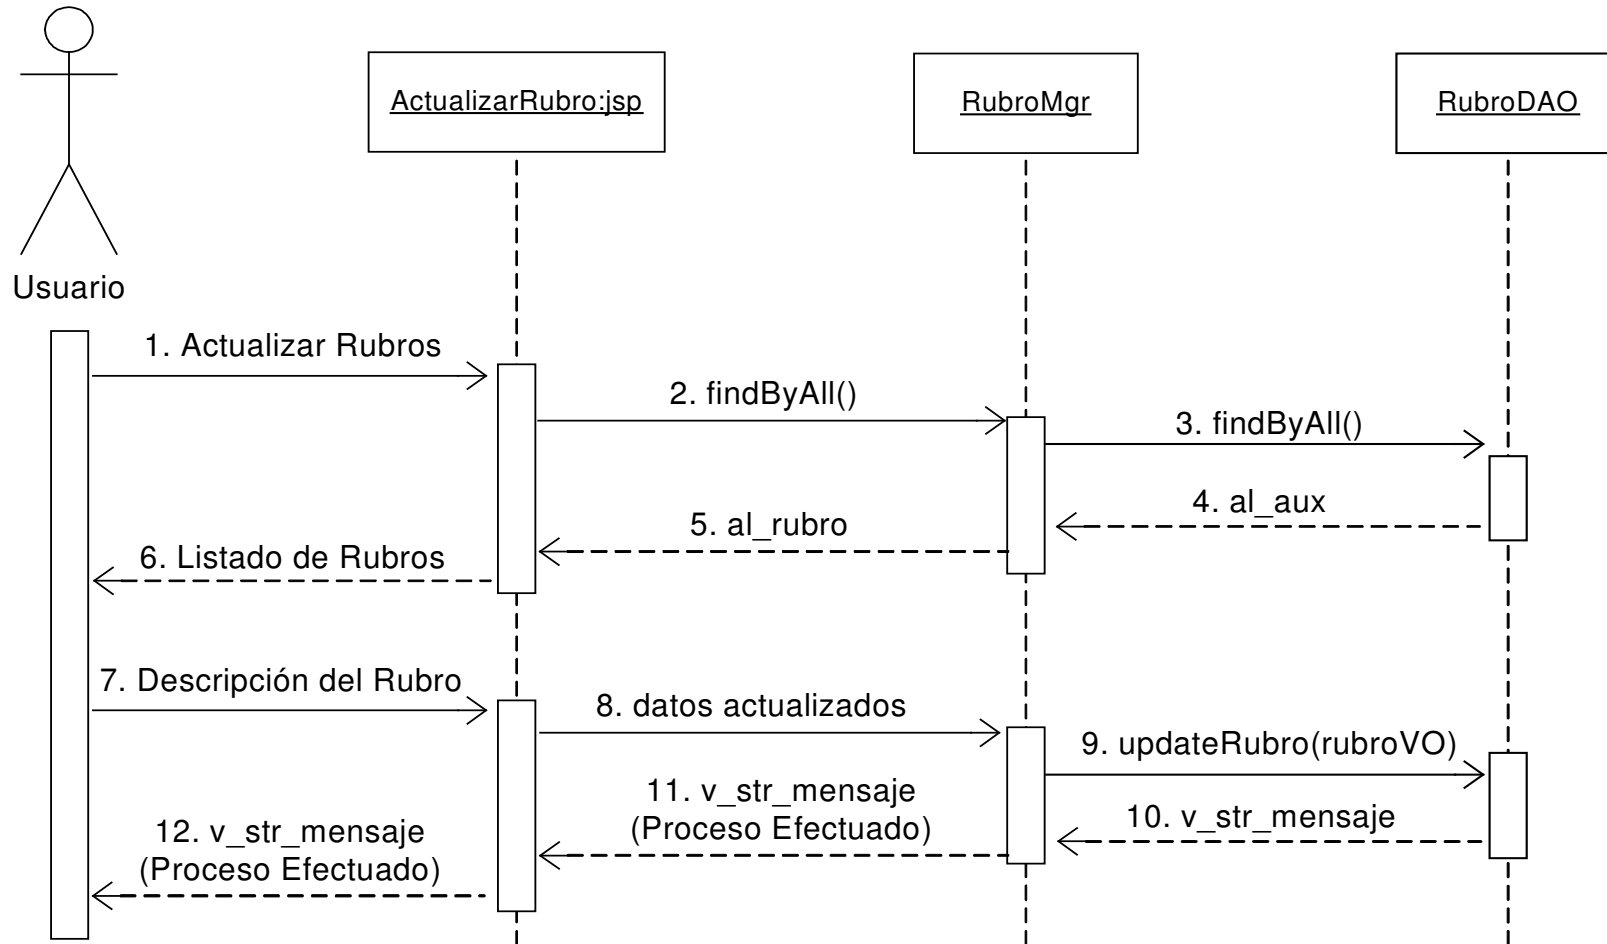 ActualizarRubro:jsp
RubroMgr
RubroDAO
Usuario
1. Actualizar Rubros
2. findByAll()
3. findByAll()
4. al_aux
5. al_rubro
6. Listado de Rubros
7. Descripción del Rubro
8. datos actualizados
9. updateRubro(rubroVO)
10. v_str_mensaje
11. v_str_mensaje
(Proceso Efectuado)
12. v_str_mensaje
(Proceso Efectuado)